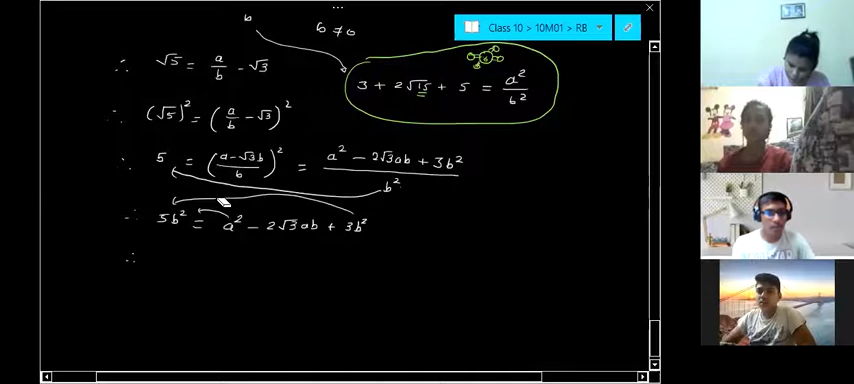 b
b ≠ 0
Class 10 > 10M01 > RB
∴ √5 = a/b - √3
3 + 2√15 + 5 = a²/b²
∴ (√5)² = (a/b - √3)²
∴ 5 = ((a-√3b)/b)² = (a² - 2√3ab + 3b²)/b²
∴ 5b² = a² - 2√3ab + 3b²
∴